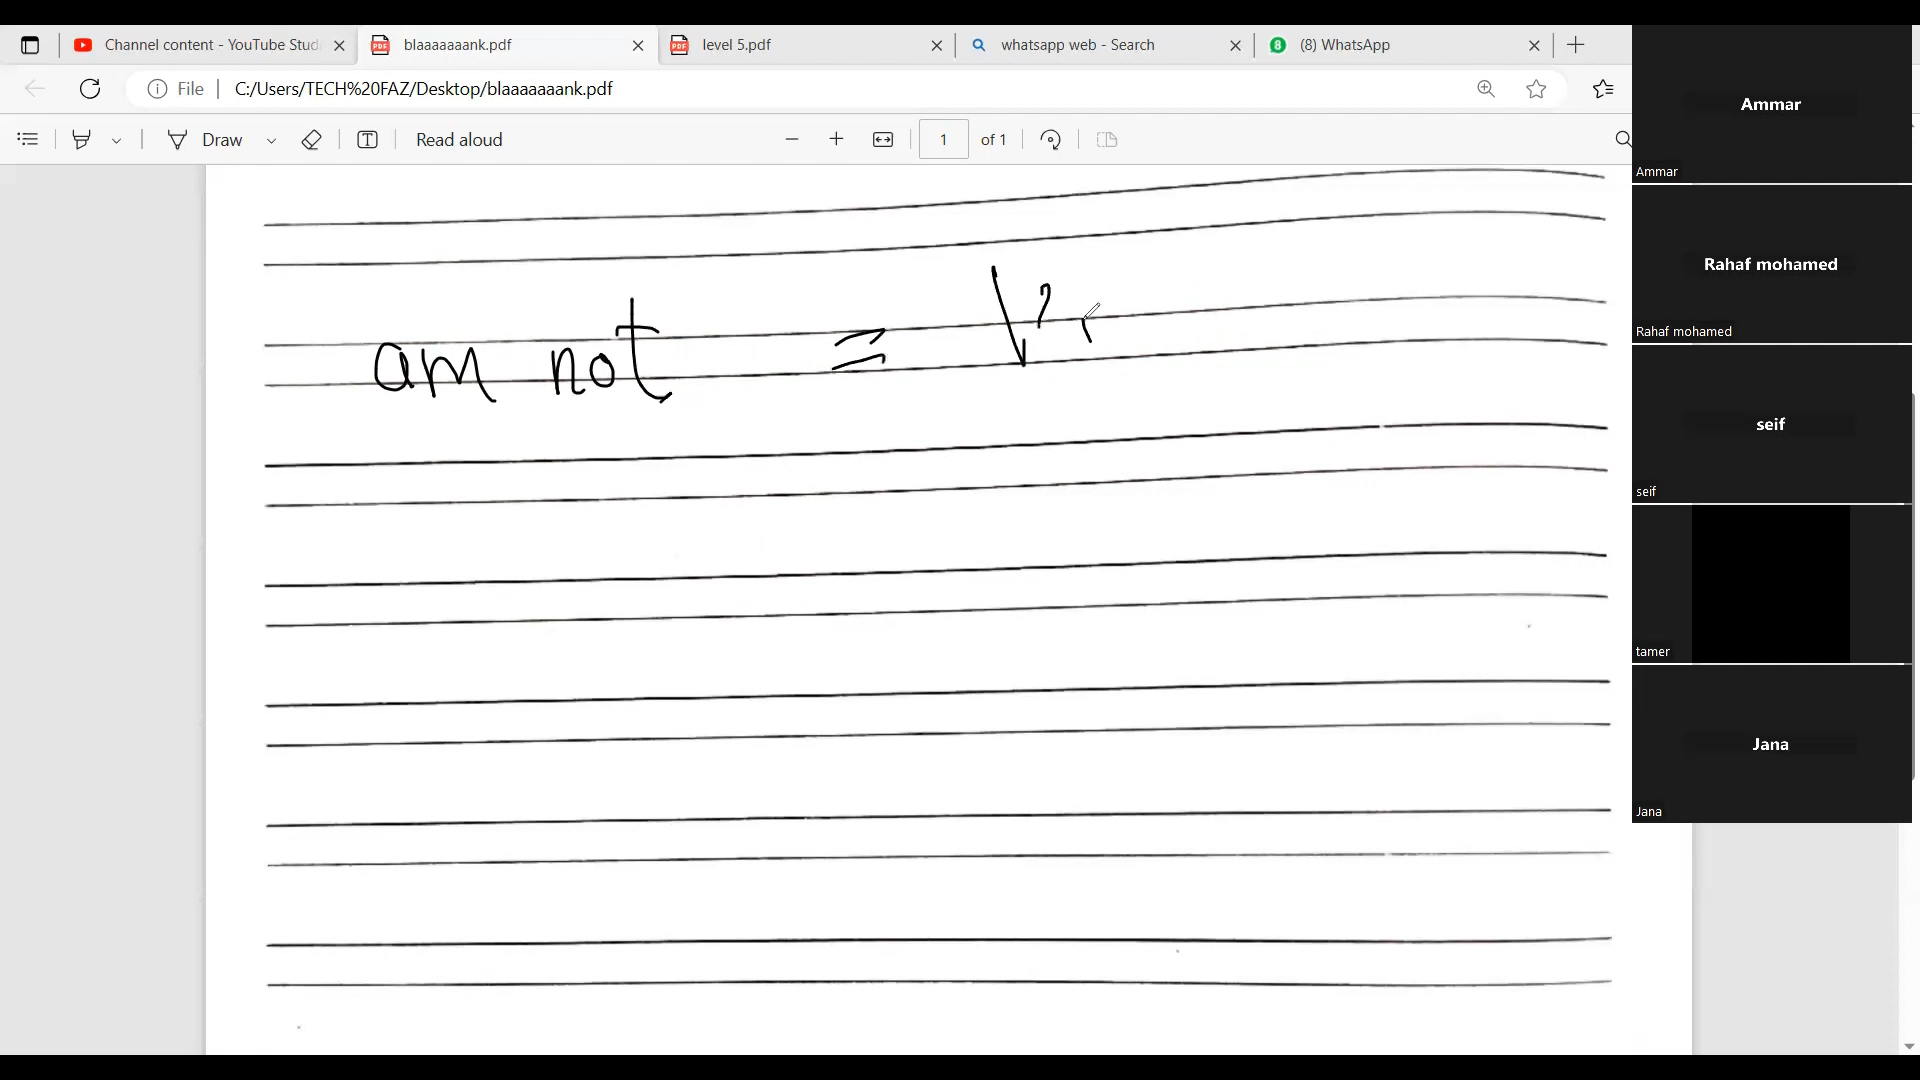 Channel content - YouTube Stud
blaaaaaaank.pdf
level 5.pdf
whatsapp web - Search
8
(8) WhatsApp
File
C:/Users/TECH%20FAZ/Desktop/blaaaaaaank.pdf
Draw
Read aloud
1
of 1
am not =
Ammar
Ammar
Rahaf mohamed
Rahaf mohamed
seif
seif
tamer
Jana
Jana